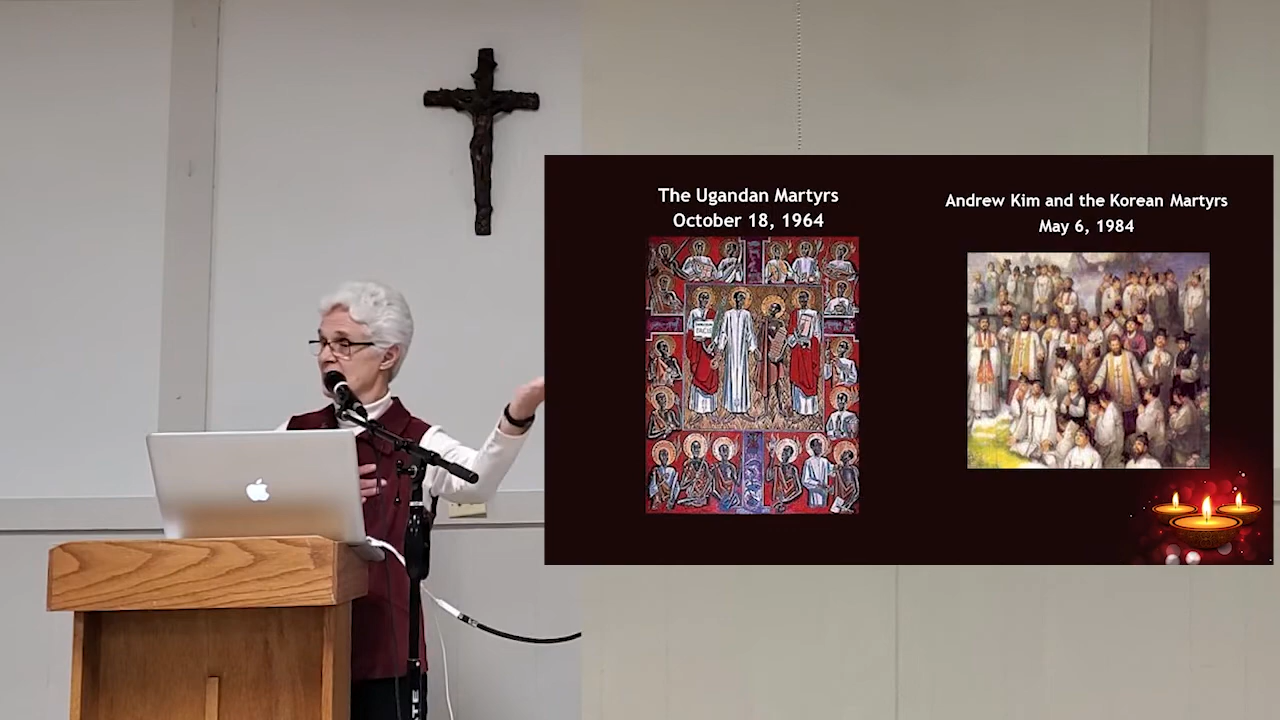 The Ugandan Martyrs
October 18, 1964
Andrew Kim and the Korean Martyrs
May 6, 1984